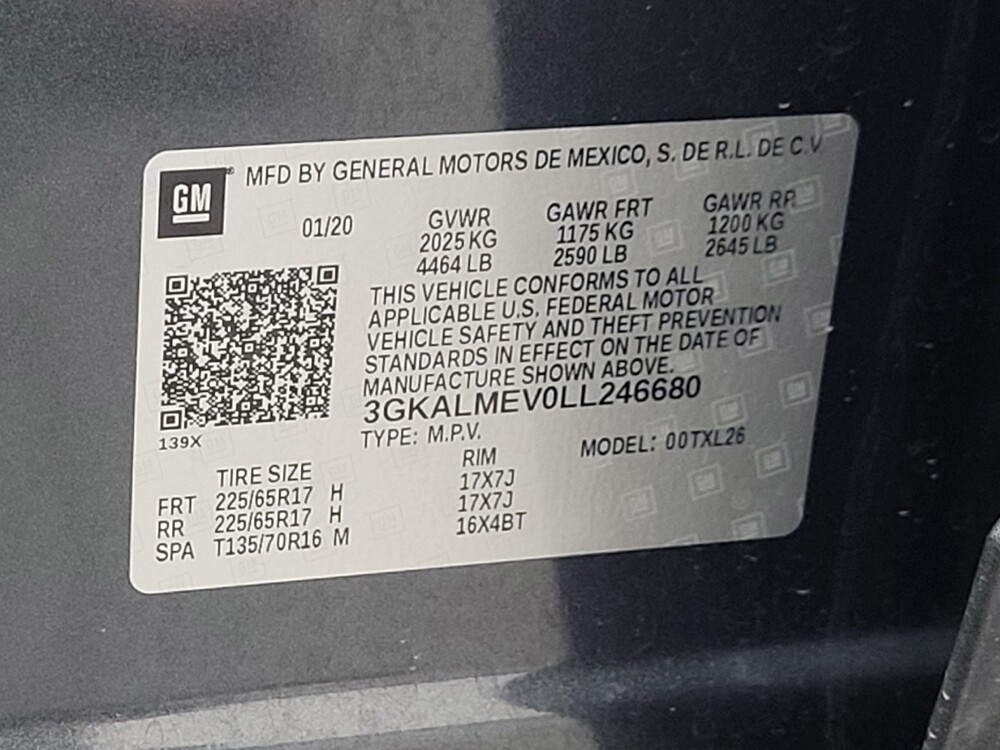 GM
MFD BY GENERAL MOTORS DE MEXICO, S. DE R.L. DE C.V.
01/20 GVWR GAWR FRT GAWR RR
2025 KG 1175 KG 1200 KG
4464 LB 2590 LB 2645 LB
THIS VEHICLE CONFORMS TO ALL
APPLICABLE U.S. FEDERAL MOTOR
VEHICLE SAFETY AND THEFT PREVENTION
STANDARDS IN EFFECT ON THE DATE OF
MANUFACTURE SHOWN ABOVE.
3GKALMEV0LL246680
139X
TYPE: M.P.V. MODEL: 00TXL26
TIRE SIZE RIM
FRT 225/65R17 H 17X7J
RR 225/65R17 H 17X7J
SPA T135/70R16 M 16X4BT